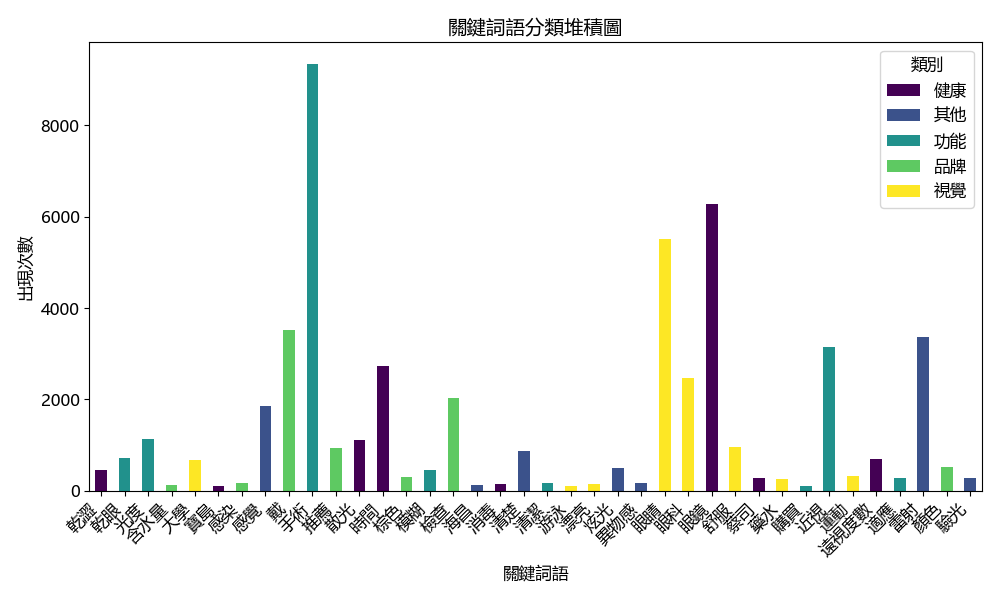 關鍵詞語分類堆積圖
類別
健康
其他
功能
品牌
視覺
出現次數
8000
6000
4000
2000
0
乾澀
乾眼
光度
含水量
大學
寶島
感染
感覺
戴
手術
推薦
散光
時間
棕色
模糊
檢查
海昌
消毒
清楚
清潔
游泳
漂亮
炫光
異物感
眼睛
眼科
眼鏡
舒服
蔡司
藥水
購買
近視
運動
遠視度數
適應
雷射
顏色
驗光
關鍵詞語